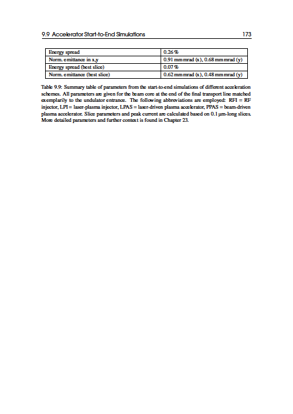 9.9 Accelerator Start-to-End Simulations 173
Energy spread 0.26 %
Norm. emittance in x,y 0.91 mm mrad (x), 0.68 mm mrad (y)
Energy spread (best slice) 0.07 %
Norm. emittance (best slice) 0.62 mm mrad (x), 0.48 mm mrad (y)
Table 9.9: Summary table of parameters from the start-to-end simulations of different acceleration
schemes. All parameters are given for the beam core at the end of the final transport line matched
exemplarily to the undulator entrance. The following abbreviations are employed: RFI = RF
injector, LPI = laser-plasma injector, LPAS = laser-driven plasma accelerator, PPAS = beam-driven
plasma accelerator. Slice parameters and peak current are calculated based on 0.1 μm-long slices.
More detailed parameters and further context is found in Chapter 23.